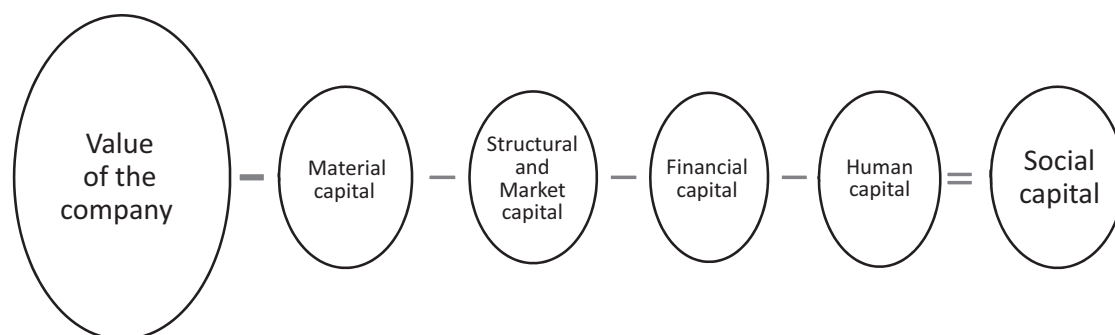 Value
of the
company
Material
capital
Structural
and
Market
capital
Financial
capital
Human
capital
Social
capital